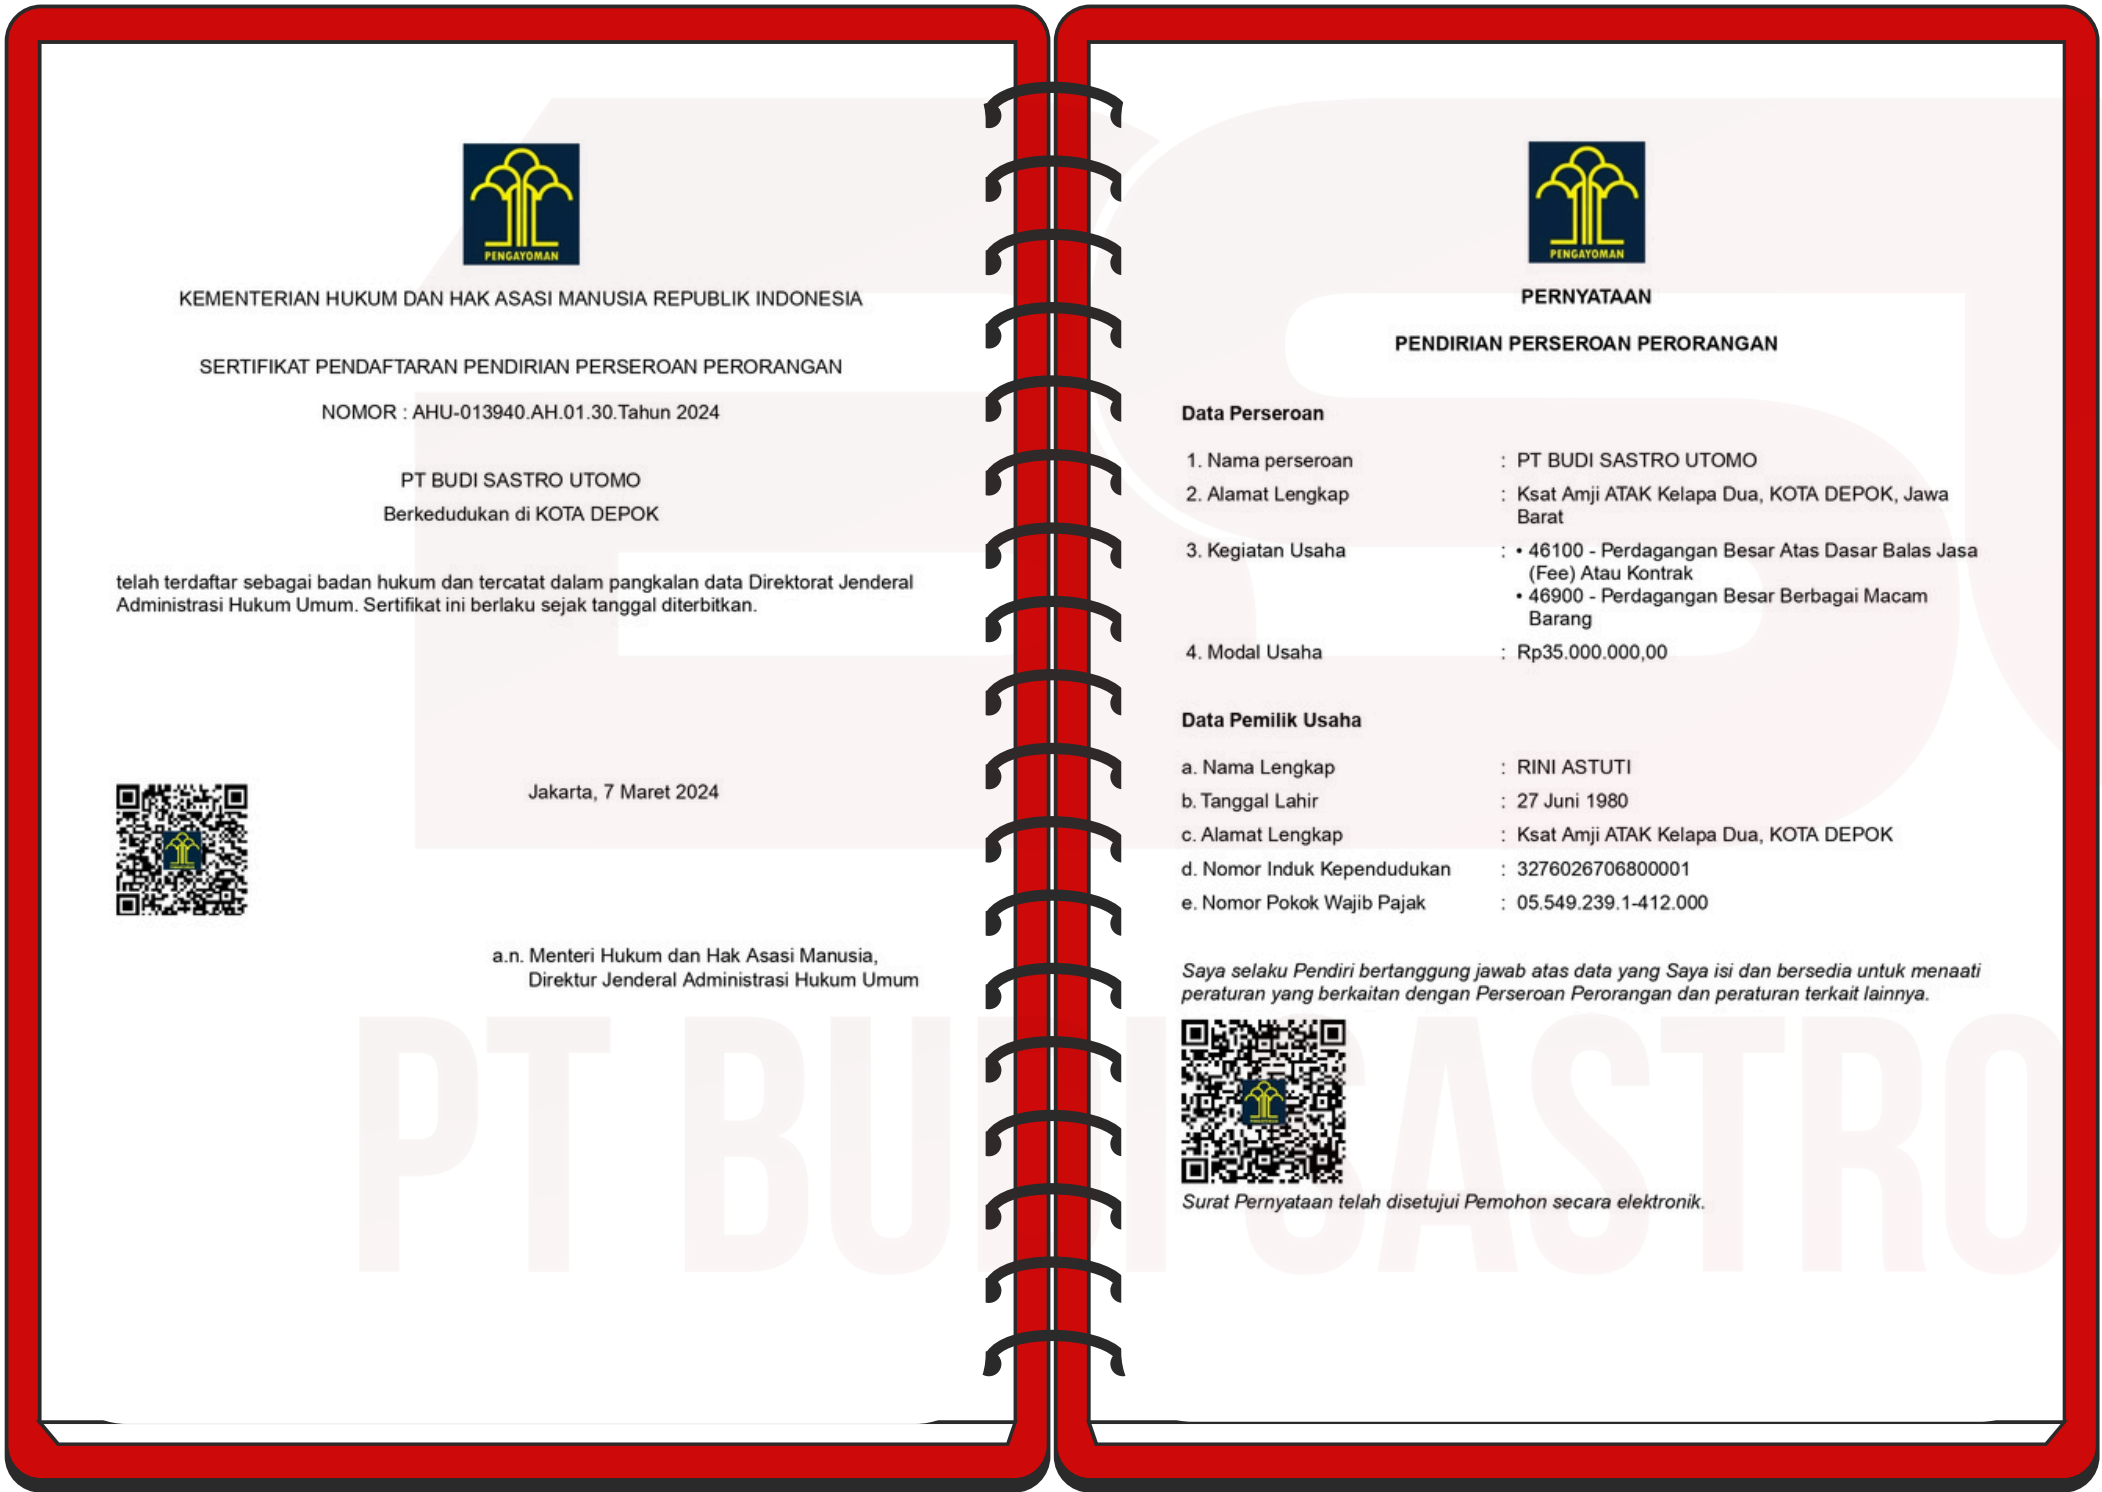 PENGAYOMAN
KEMENTERIAN HUKUM DAN HAK ASASI MANUSIA REPUBLIK INDONESIA
SERTIFIKAT PENDAFTARAN PENDIRIAN PERSEROAN PERORANGAN
NOMOR : AHU-013940.AH.01.30.Tahun 2024
PT BUDI SASTRO UTOMO
Berkedudukan di KOTA DEPOK
telah terdaftar sebagai badan hukum dan tercatat dalam pangkalan data Direktorat Jenderal
Administrasi Hukum Umum. Sertifikat ini berlaku sejak tanggal diterbitkan.
Jakarta, 7 Maret 2024
a.n. Menteri Hukum dan Hak Asasi Manusia,
Direktur Jenderal Administrasi Hukum Umum
PENGAYOMAN
PERNYATAAN
PENDIRIAN PERSEROAN PERORANGAN
Data Perseroan
1. Nama perseroan : PT BUDI SASTRO UTOMO
2. Alamat Lengkap : Ksat Amji ATAK Kelapa Dua, KOTA DEPOK, Jawa
Barat
3. Kegiatan Usaha : • 46100 - Perdagangan Besar Atas Dasar Balas Jasa
(Fee) Atau Kontrak
• 46900 - Perdagangan Besar Berbagai Macam
Barang
4. Modal Usaha : Rp35.000.000,00
Data Pemilik Usaha
a. Nama Lengkap : RINI ASTUTI
b. Tanggal Lahir : 27 Juni 1980
c. Alamat Lengkap : Ksat Amji ATAK Kelapa Dua, KOTA DEPOK
d. Nomor Induk Kependudukan : 3276026706800001
e. Nomor Pokok Wajib Pajak : 05.549.239.1-412.000
Saya selaku Pendiri bertanggung jawab atas data yang Saya isi dan bersedia untuk menaati
peraturan yang berkaitan dengan Perseroan Perorangan dan peraturan terkait lainnya.
Surat Pernyataan telah disetujui Pemohon secara elektronik.
PT BUDI SASTRO